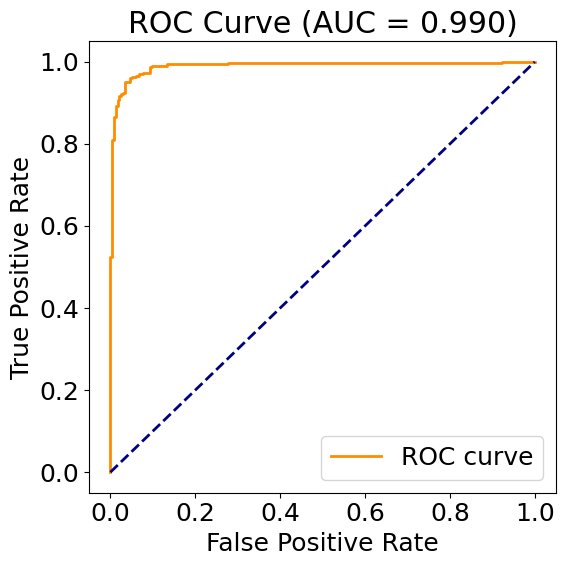 ROC Curve (AUC = 0.990)
1.0
0.8
0.6
0.4
0.2
0.0
True Positive Rate
ROC curve
0.0 0.2 0.4 0.6 0.8 1.0
False Positive Rate